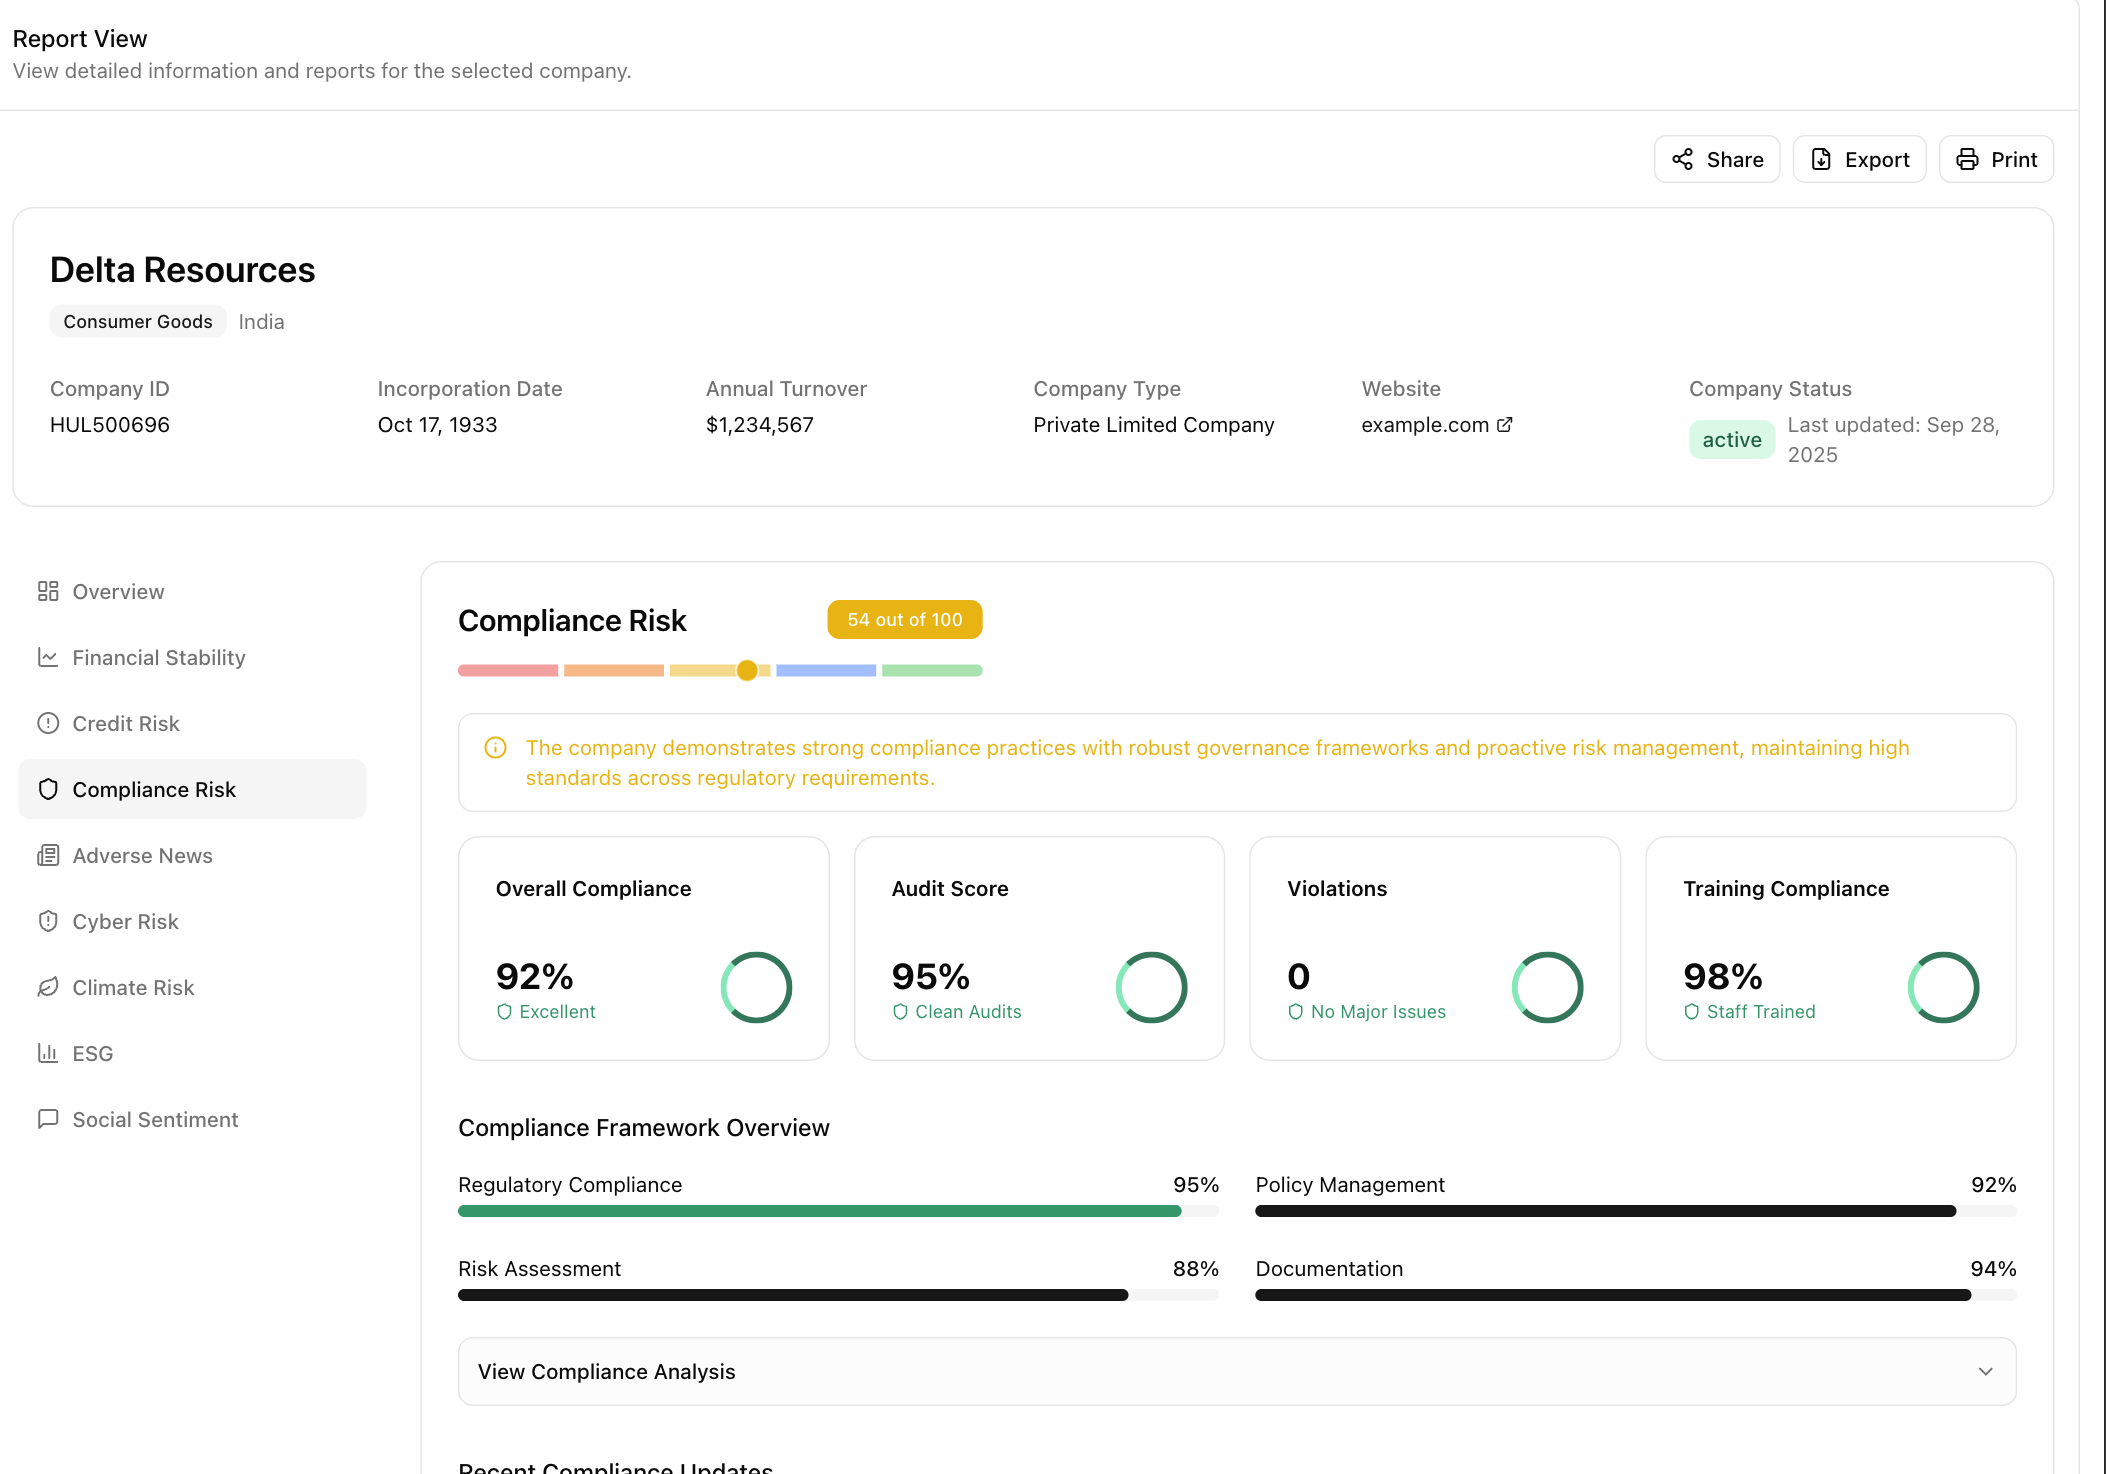 Report View
View detailed information and reports for the selected company.
Share
Export
Print
Delta Resources
Consumer Goods
India
Company ID
HUL500696
Incorporation Date
Oct 17, 1933
Annual Turnover
$1,234,567
Company Type
Private Limited Company
Website
example.com
Company Status
active
Last updated: Sep 28,
2025
Overview
Financial Stability
Credit Risk
Compliance Risk
Adverse News
Cyber Risk
Climate Risk
ESG
Social Sentiment
Compliance Risk
54 out of 100
The company demonstrates strong compliance practices with robust governance frameworks and proactive risk management, maintaining high
standards across regulatory requirements.
Overall Compliance
92%
Excellent
Audit Score
95%
Clean Audits
Violations
0
No Major Issues
Training Compliance
98%
Staff Trained
Compliance Framework Overview
Regulatory Compliance
95%
Policy Management
92%
Risk Assessment
88%
Documentation
94%
View Compliance Analysis
Recent Compliance Updates